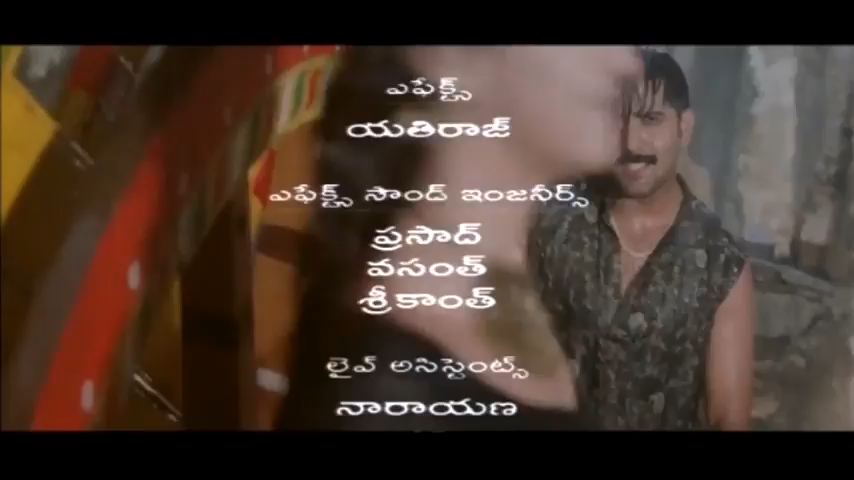 ఎఫేక్ట్స్
యతిరాజ్
ఎఫేక్ట్స్ సౌండ్ ఇంజనీర్స్
ప్రసాద్
వసంత్
శ్రీకాంత్
లైవ్ అసిస్టెంట్స్
నారాయణ